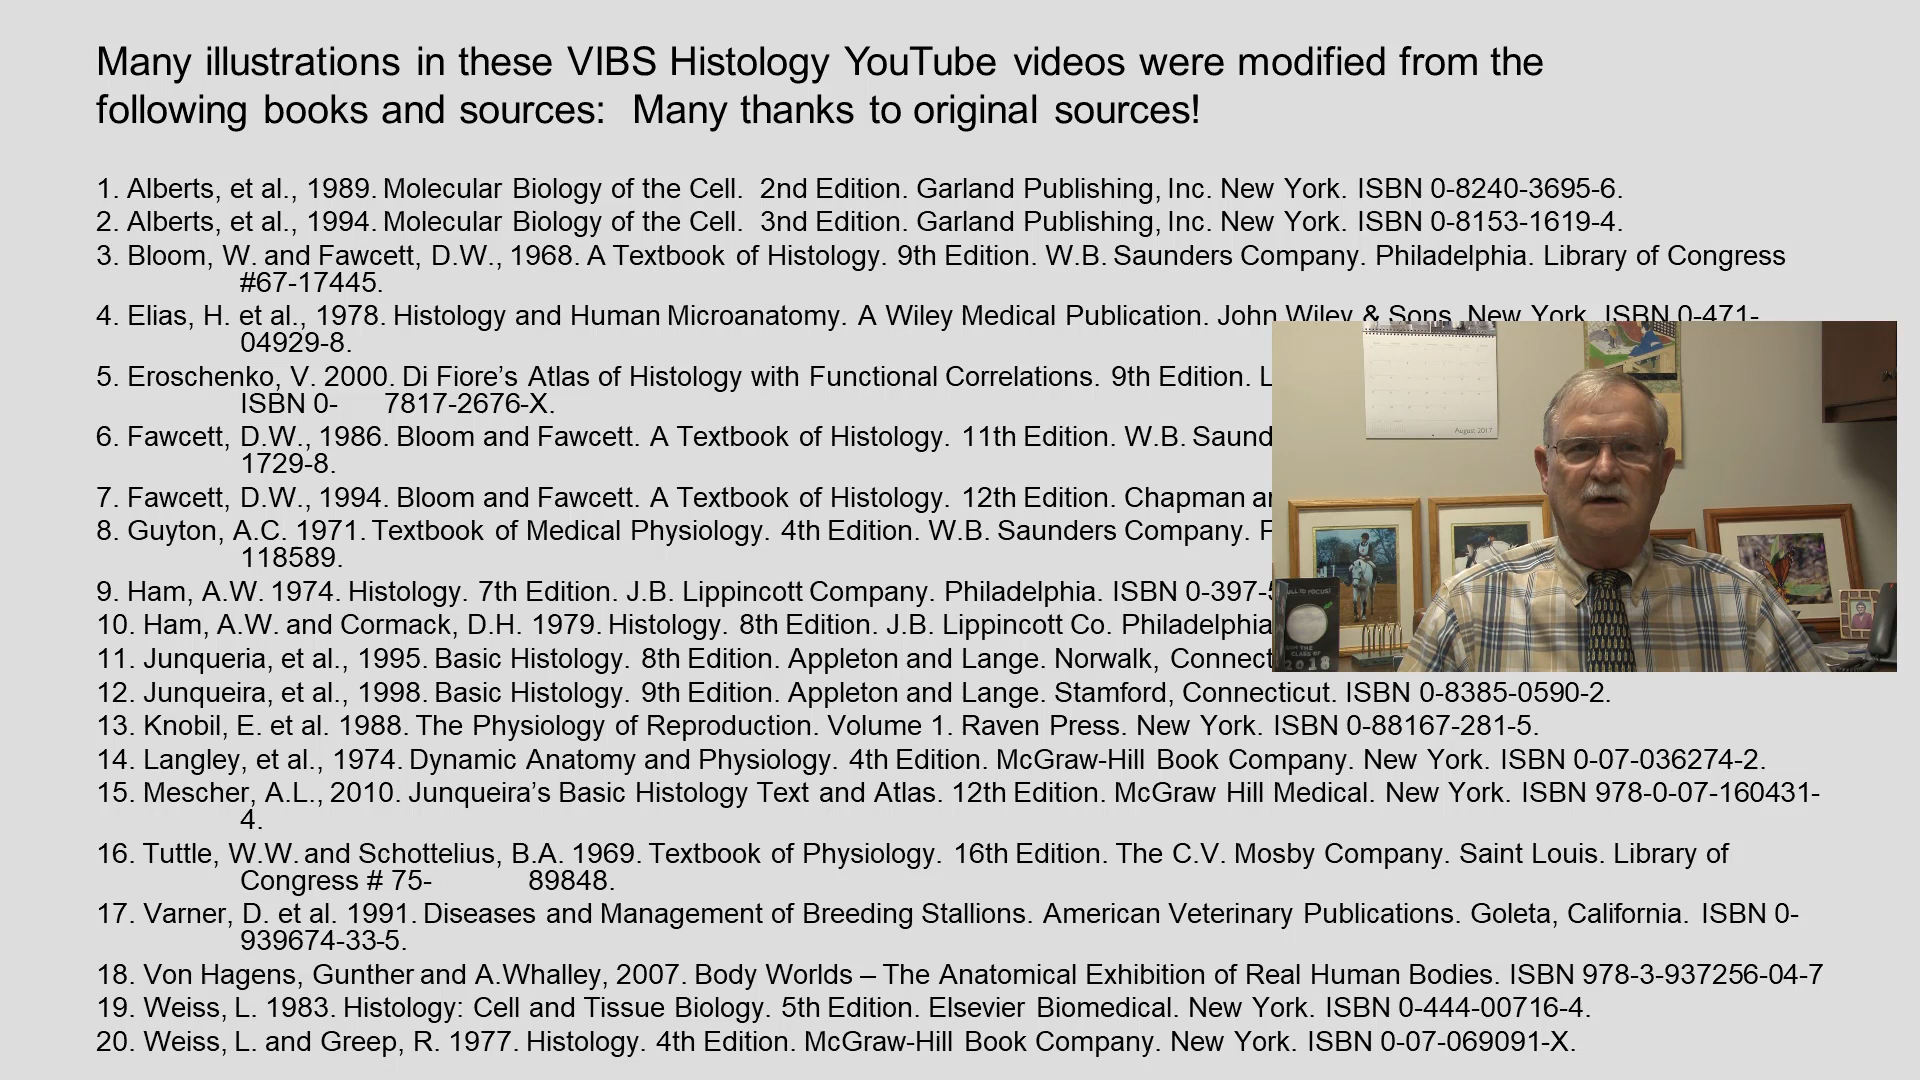 Many illustrations in these VIBS Histology YouTube videos were modified from the
following books and sources:  Many thanks to original sources!
1. Alberts, et al., 1989. Molecular Biology of the Cell.  2nd Edition. Garland Publishing, Inc. New York. ISBN 0-8240-3695-6.
2. Alberts, et al., 1994. Molecular Biology of the Cell.  3nd Edition. Garland Publishing, Inc. New York. ISBN 0-8153-1619-4.
3. Bloom, W. and Fawcett, D.W., 1968. A Textbook of Histology. 9th Edition. W.B. Saunders Company. Philadelphia. Library of Congress
#67-17445.
4. Elias, H. et al., 1978. Histology and Human Microanatomy. A Wiley Medical Publication. John Wiley & Sons. New York. ISBN 0-471-
04929-8.
5. Eroschenko, V. 2000. Di Fiore’s Atlas of Histology with Functional Correlations. 9th Edition. L
ISBN 0- 7817-2676-X.
6. Fawcett, D.W., 1986. Bloom and Fawcett. A Textbook of Histology. 11th Edition. W.B. Saund
1729-8.
7. Fawcett, D.W., 1994. Bloom and Fawcett. A Textbook of Histology. 12th Edition. Chapman
8. Guyton, A.C. 1971. Textbook of Medical Physiology. 4th Edition. W.B. Saunders Company.
118589.
9. Ham, A.W. 1974. Histology. 7th Edition. J.B. Lippincott Company. Philadelphia. ISBN 0-397-
10. Ham, A.W. and Cormack, D.H. 1979. Histology. 8th Edition. J.B. Lippincott Co. Philadelphia
11. Junqueria, et al., 1995. Basic Histology. 8th Edition. Appleton and Lange. Norwalk, Connect
12. Junqueira, et al., 1998. Basic Histology. 9th Edition. Appleton and Lange. Stamford, Connecticut. ISBN 0-8385-0590-2.
13. Knobil, E. et al. 1988. The Physiology of Reproduction. Volume 1. Raven Press. New York. ISBN 0-88167-281-5.
14. Langley, et al., 1974. Dynamic Anatomy and Physiology. 4th Edition. McGraw-Hill Book Company. New York. ISBN 0-07-036274-2.
15. Mescher, A.L., 2010. Junqueira’s Basic Histology Text and Atlas. 12th Edition. McGraw Hill Medical. New York. ISBN 978-0-07-160431-
4.
16. Tuttle, W.W. and Schottelius, B.A. 1969. Textbook of Physiology. 16th Edition. The C.V. Mosby Company. Saint Louis. Library of
Congress # 75- 89848.
17. Varner, D. et al. 1991. Diseases and Management of Breeding Stallions. American Veterinary Publications. Goleta, California. ISBN 0-
939674-33-5.
18. Von Hagens, Gunther and A.Whalley, 2007. Body Worlds – The Anatomical Exhibition of Real Human Bodies. ISBN 978-3-937256-04-7
19. Weiss, L. 1983. Histology: Cell and Tissue Biology. 5th Edition. Elsevier Biomedical. New York. ISBN 0-444-00716-4.
20. Weiss, L. and Greep, R. 1977. Histology. 4th Edition. McGraw-Hill Book Company. New York. ISBN 0-07-069091-X.
August 2017
TO FOCUS!
THE
CLASS OF
2018